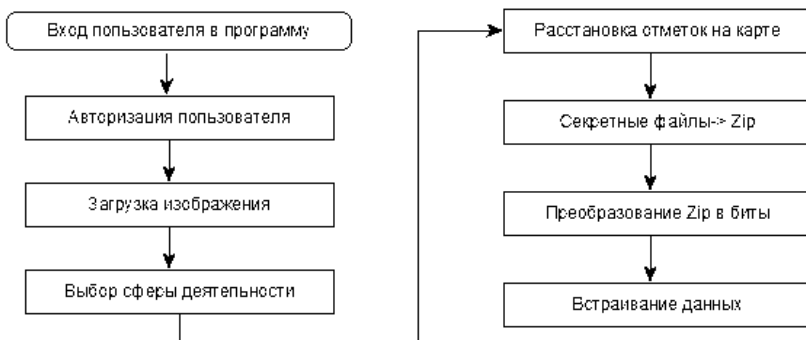 Вход пользователя в программу
Авторизация пользователя
Загрузка изображения
Выбор сферы деятельности
Расстановка отметок на карте
Секретные файлы-> Zip
Преобразование Zip в биты
Встраивание данных